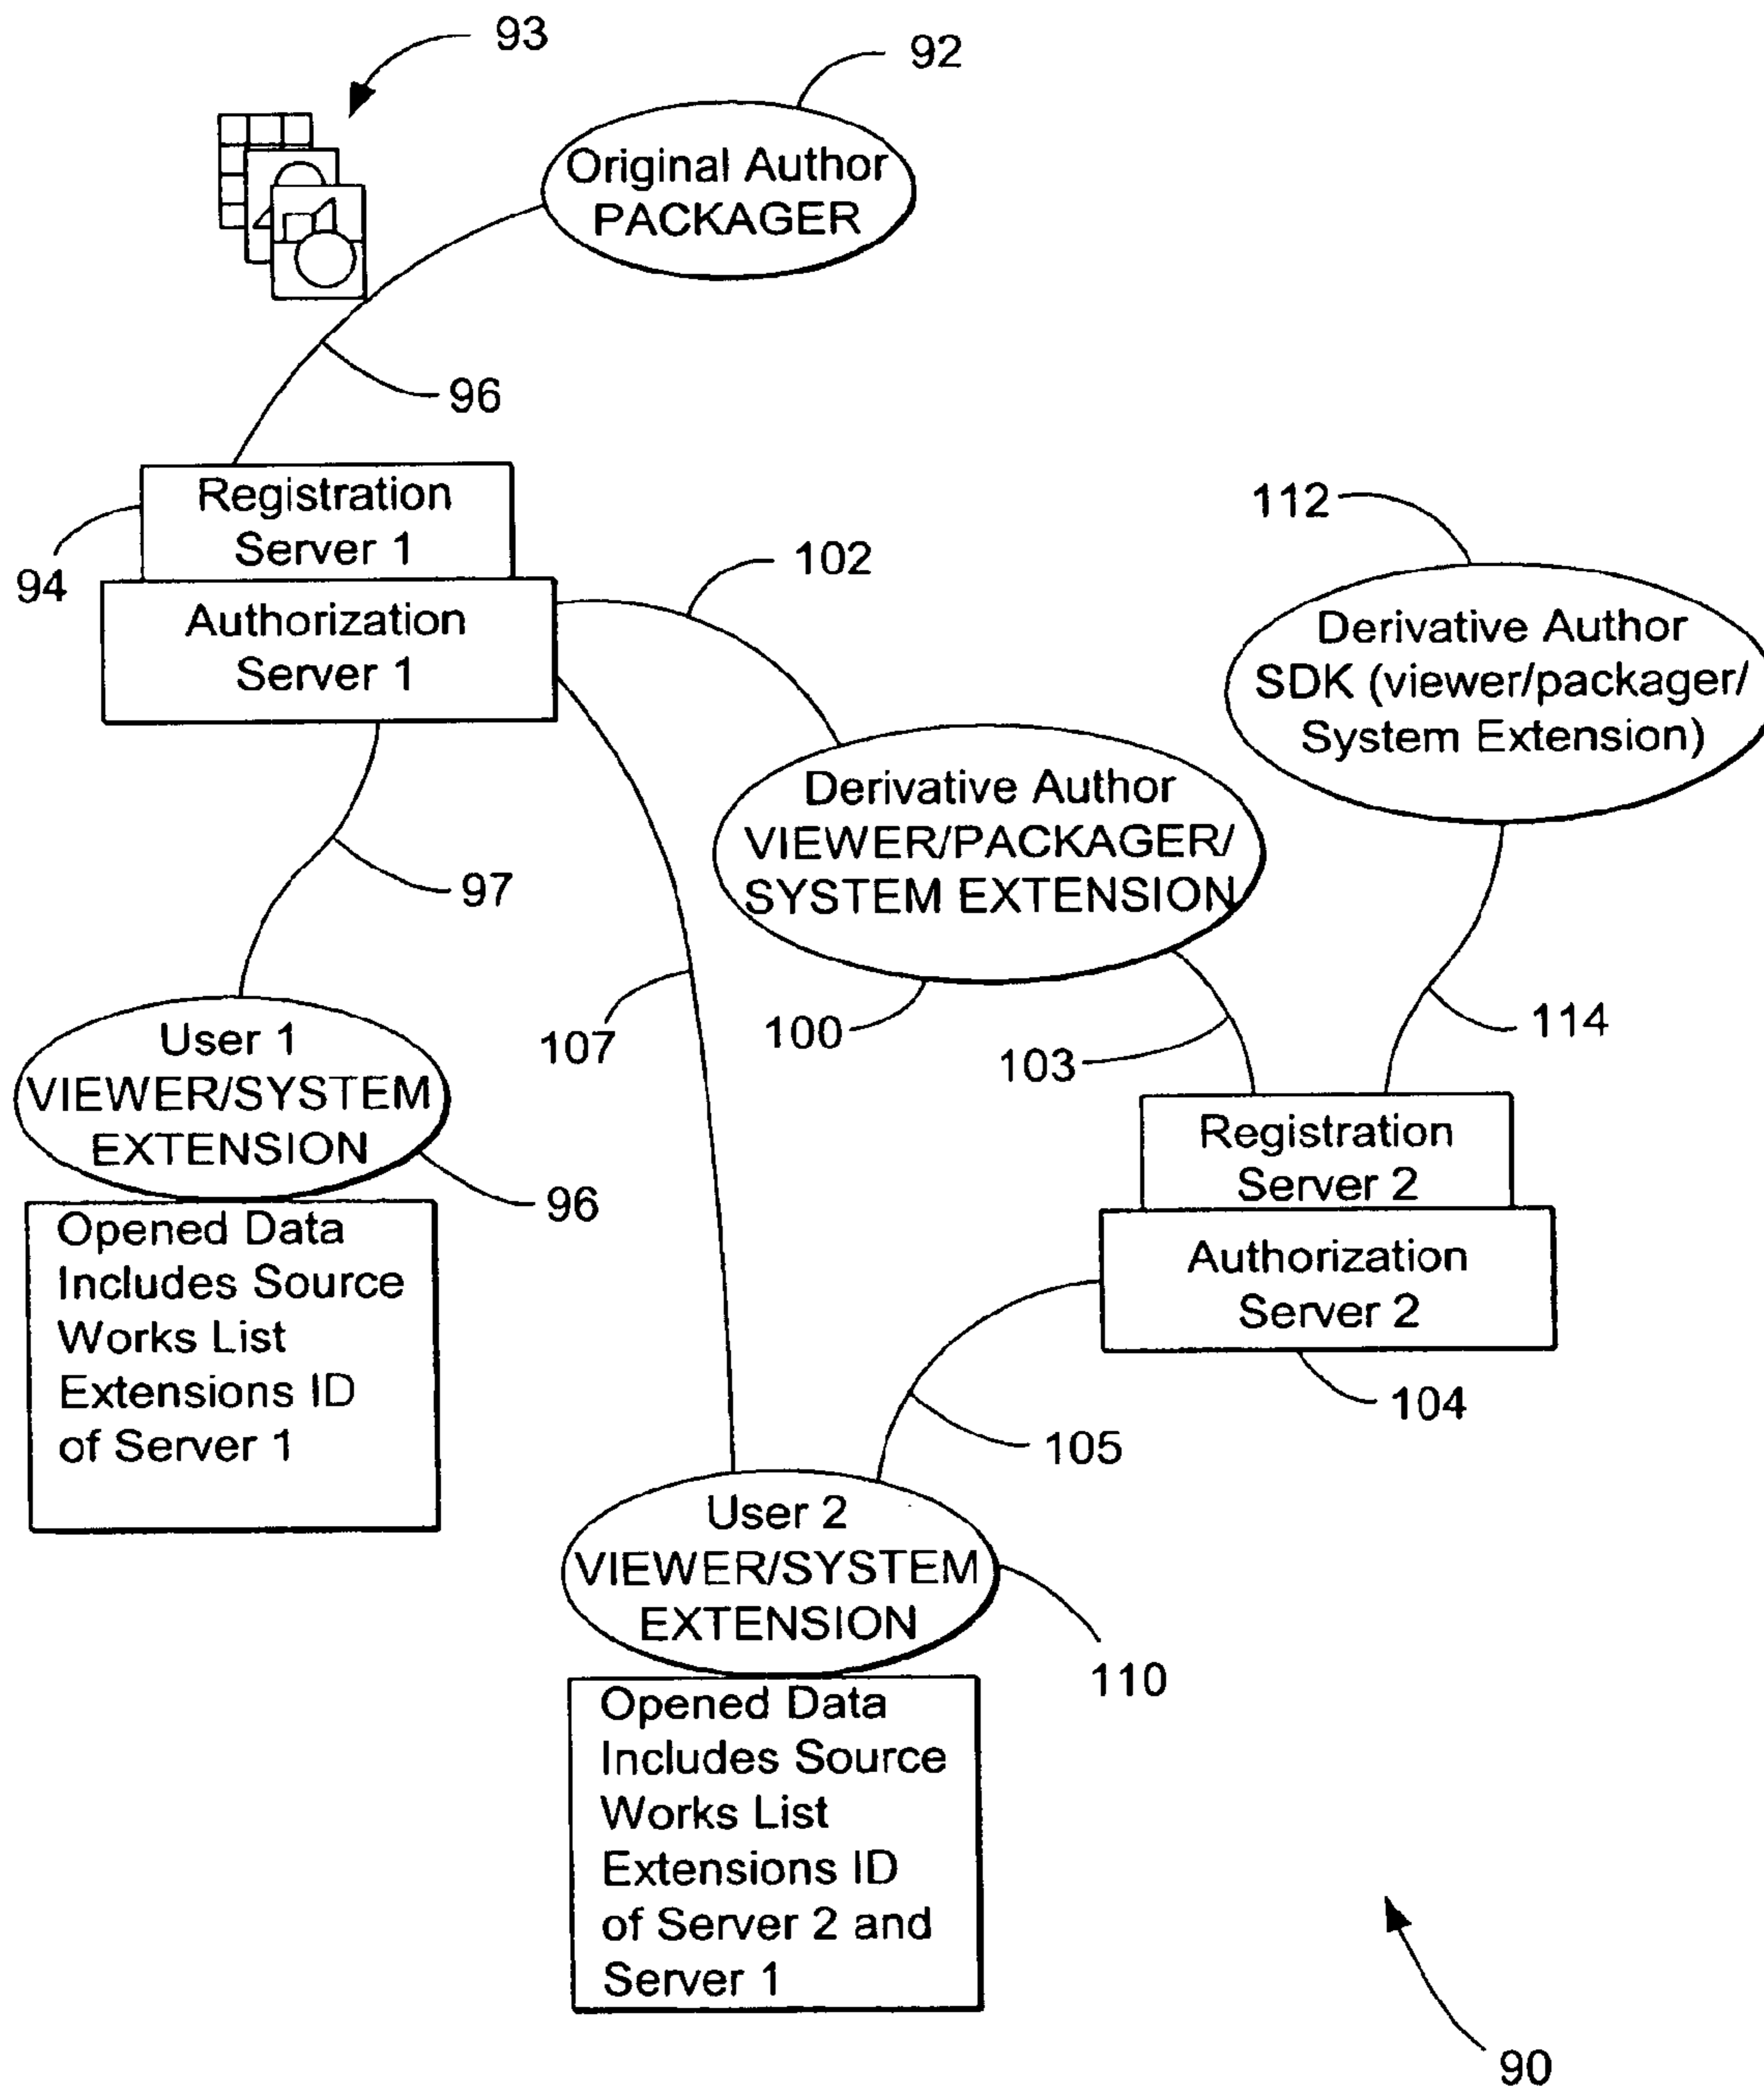 93
92
Original Author
PACKAGER
96
Registration
Server 1
94
Authorization
Server 1
102
112
Derivative Author
SDK (viewer/packager/
System Extension)
Derivative Author
VIEWER/PACKAGER/
SYSTEM EXTENSION
97
107
100
103
114
User 1
VIEWER/SYSTEM
EXTENSION
96
Registration
Server 2
Authorization
Server 2
104
105
Opened Data
Includes Source
Works List
Extensions ID
of Server 1
User 2
VIEWER/SYSTEM
EXTENSION
110
Opened Data
Includes Source
Works List
Extensions ID
of Server 2 and
Server 1
90